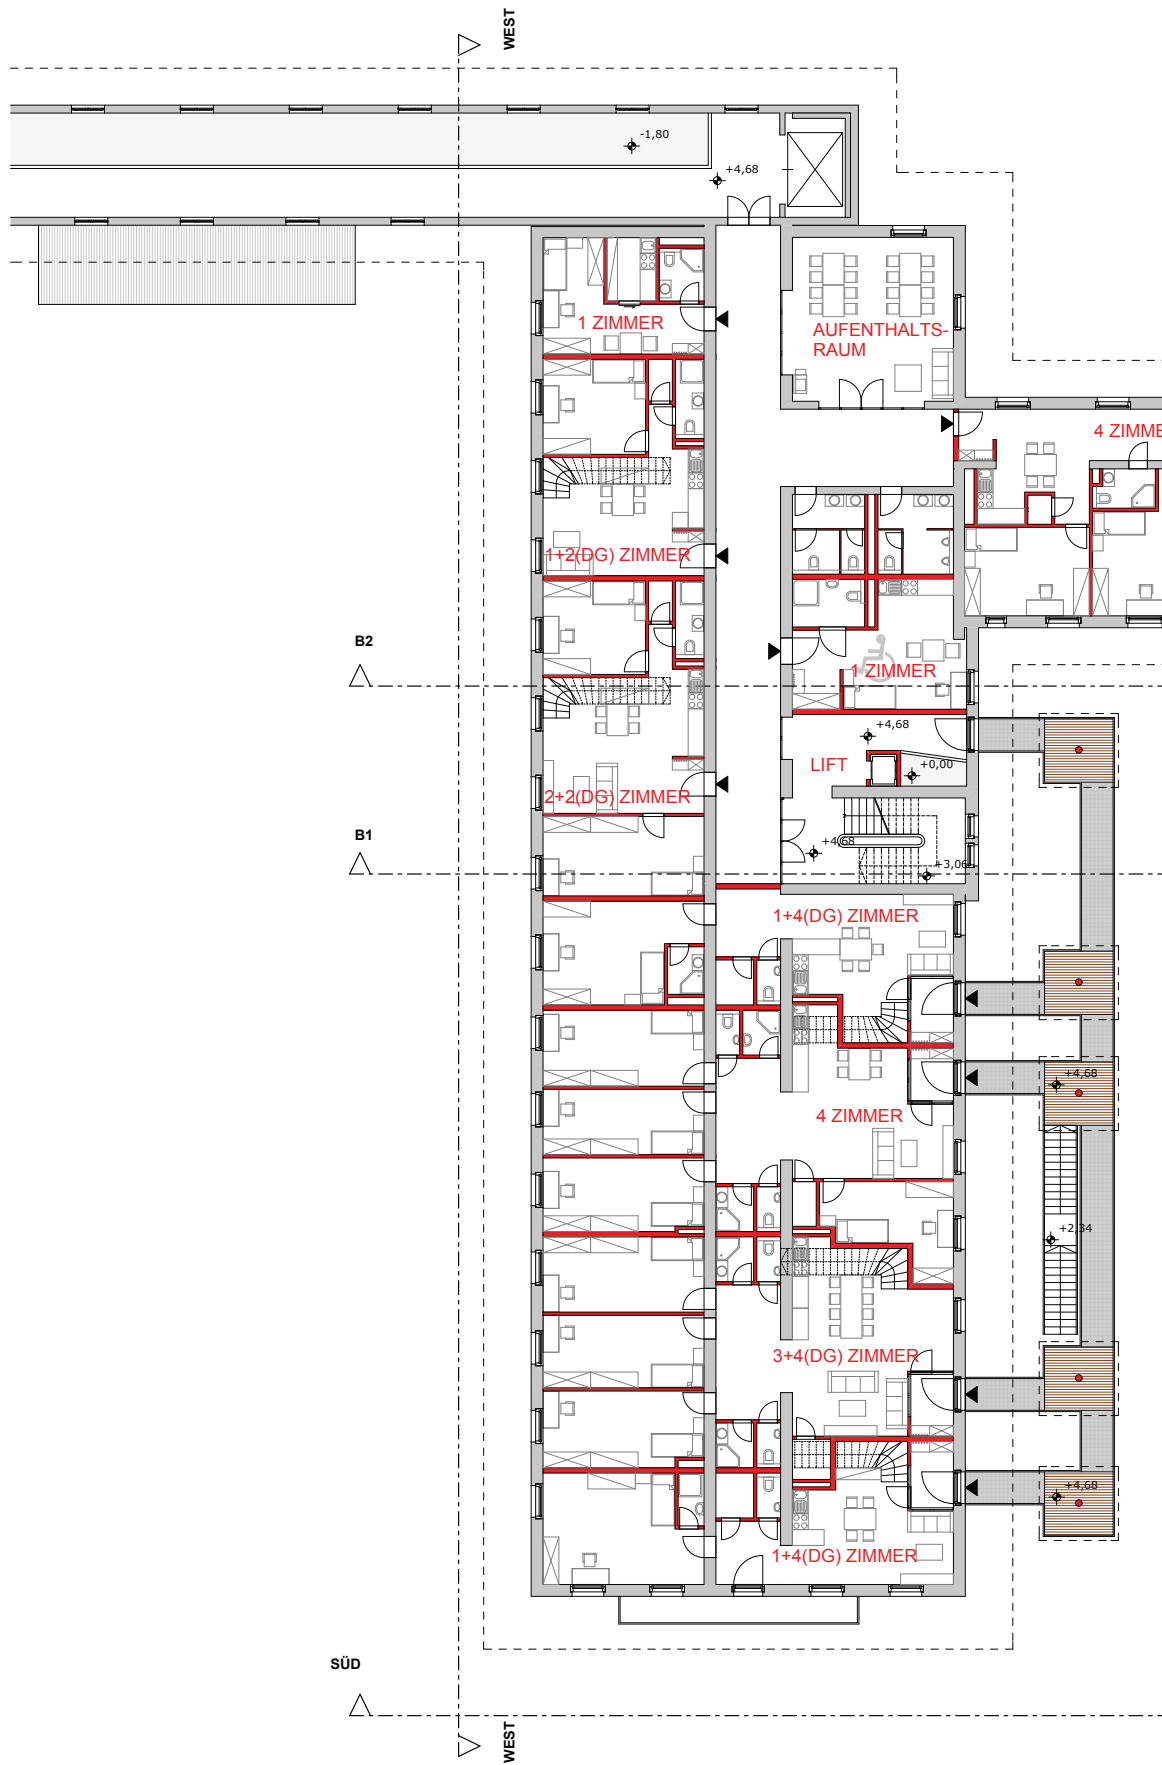 WEST
-1,80
+4,68
1 ZIMMER
AUFENTHALTS-
RAUM
4 ZIMME
1+2(DG) ZIMMER
B2
1 ZIMMER
+4,68
LIFT
+0,00
2+2(DG) ZIMMER
B1
+4,68
+3,06
1+4(DG) ZIMMER
+4,68
4 ZIMMER
+2,34
3+4(DG) ZIMMER
+4,68
1+4(DG) ZIMMER
SÜD
WEST